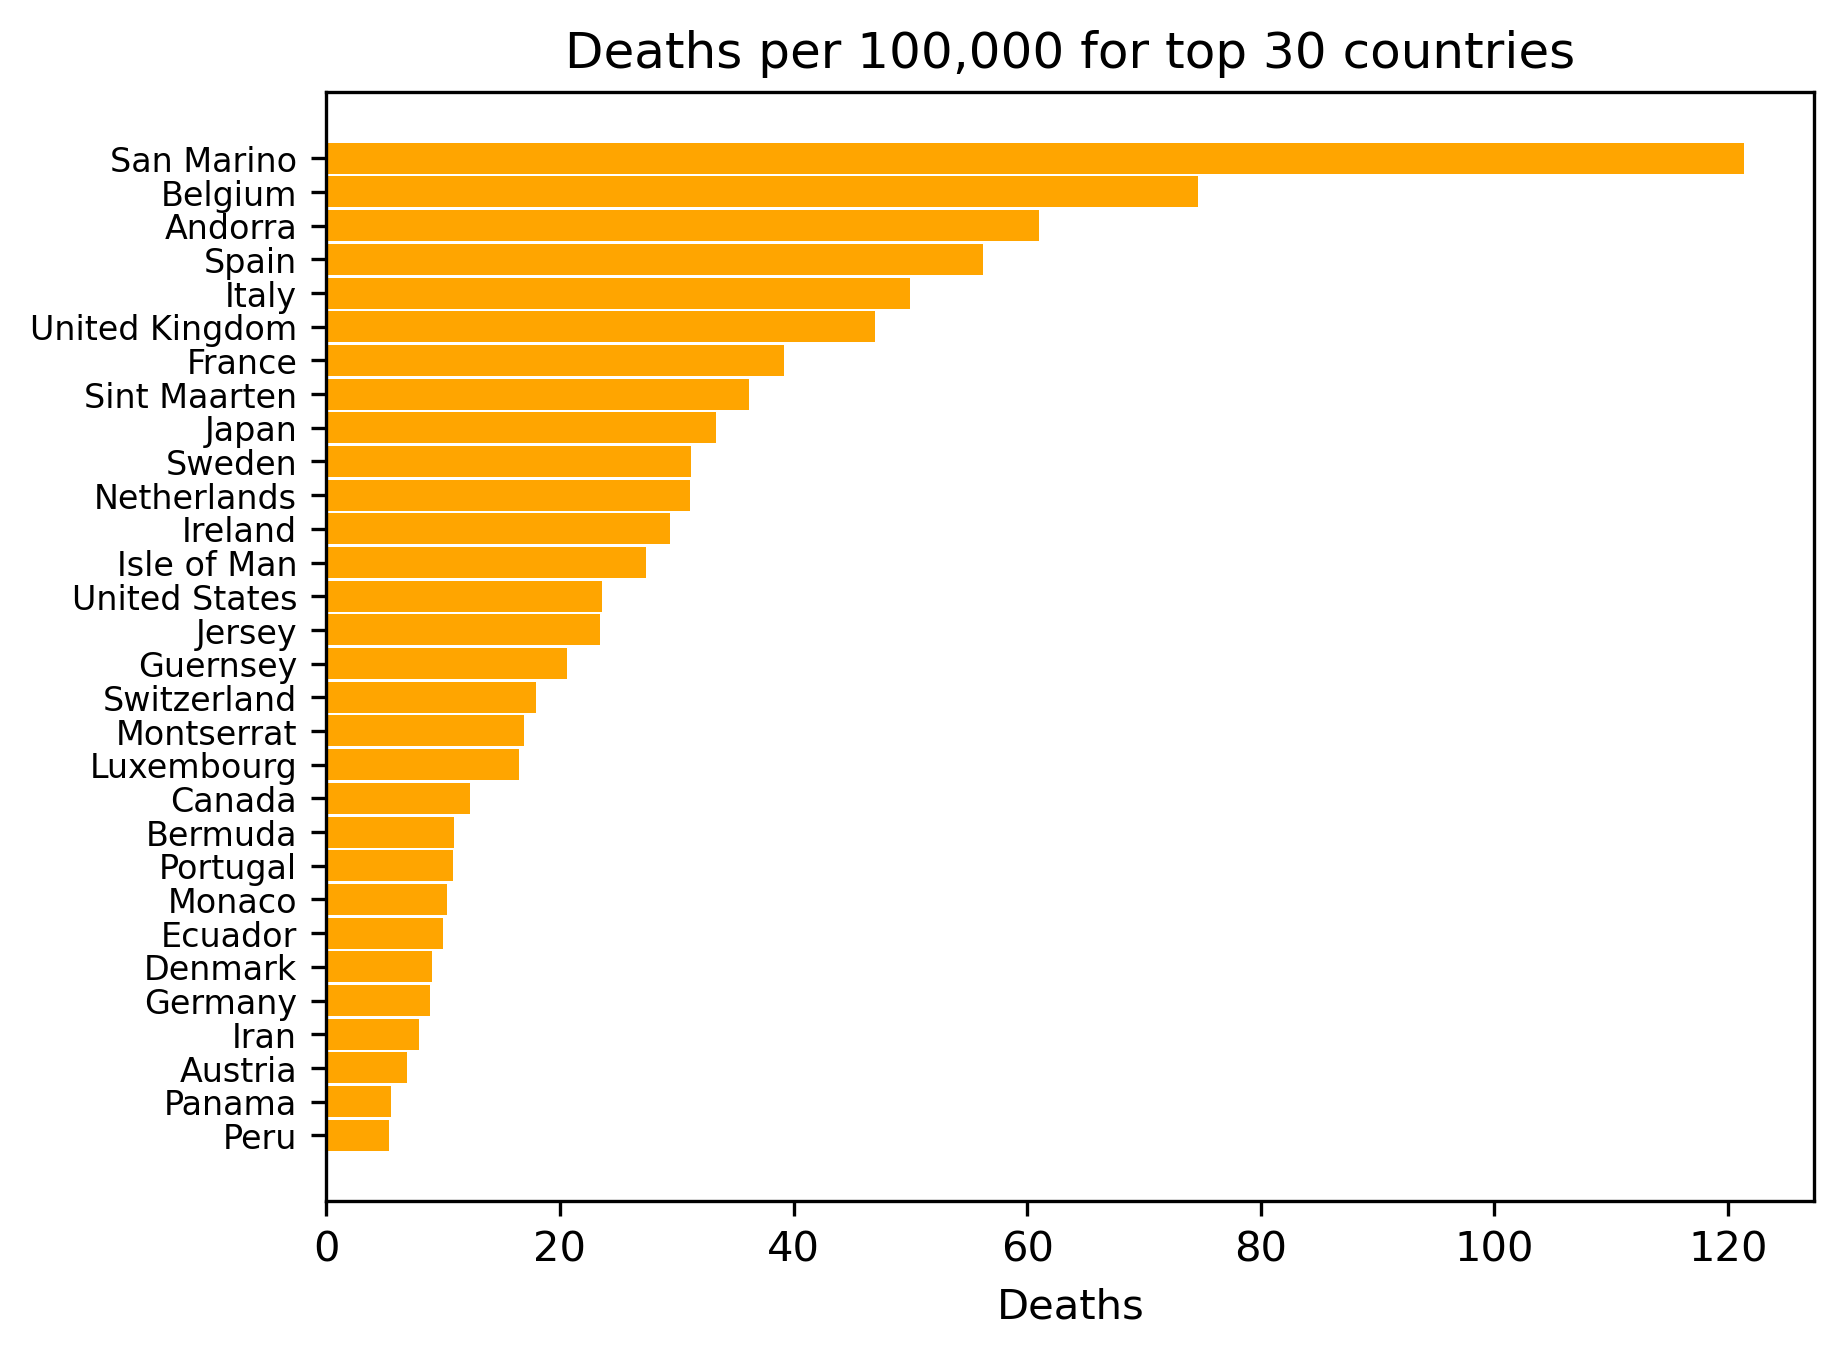 Deaths per 100,000 for top 30 countries
San Marino
Belgium
Andorra
Spain
Italy
United Kingdom
France
Sint Maarten
Japan
Sweden
Netherlands
Ireland
Isle of Man
United States
Jersey
Guernsey
Switzerland
Montserrat
Luxembourg
Canada
Bermuda
Portugal
Monaco
Ecuador
Denmark
Germany
Iran
Austria
Panama
Peru
0 20 40 60 80 100 120
Deaths